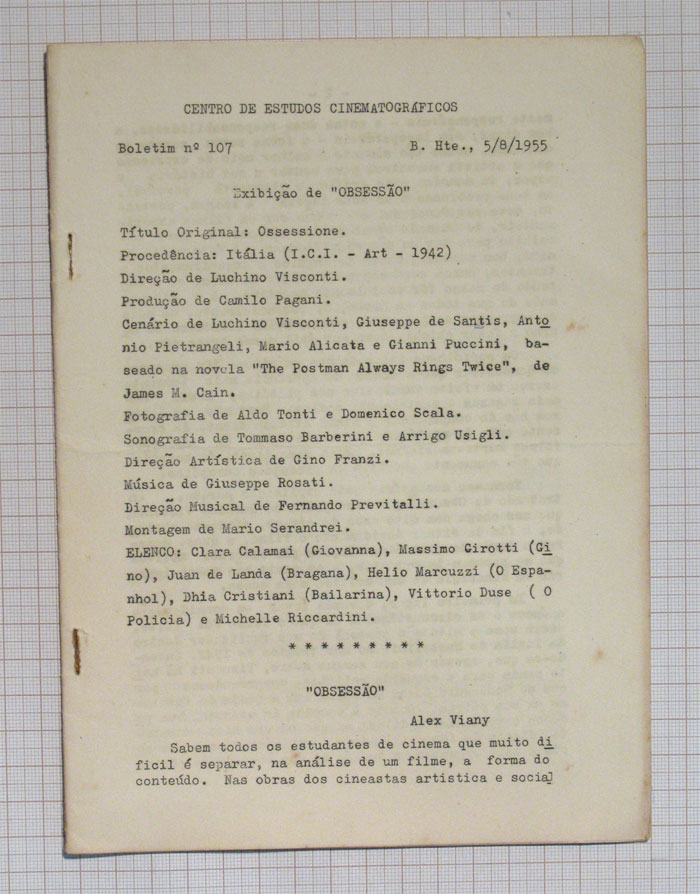 CENTRO DE ESTUDOS CINEMATOGRÁFICOS
Boletim nº 107 B. Hte., 5/8/1955
Exibição de "OBSESSÃO"
Título Original: Ossessione.
Procedência: Itália (I.C.I. - Art - 1942)
Direção de Luchino Visconti.
Produção de Camilo Pagani.
Cenário de Luchino Visconti, Giuseppe de Santis, Anto
nio Pietrangeli, Mario Alicata e Gianni Puccini, ba-
seado na novela "The Postman Always Rings Twice", de
James M. Cain.
Fotografia de Aldo Tonti e Domenico Scala.
Sonografia de Tommaso Barberini e Arrigo Usigli.
Direção Artística de Gino Franzi.
Música de Giuseppe Rosati.
Direção Musical de Fernando Previtalli.
Montagem de Mario Serandrei.
ELENCO: Clara Calamai (Giovanna), Massimo Girotti (Gi
no), Juan de Landa (Bragana), Helio Marcuzzi (O Espa-
nhol), Dhia Cristiani (Bailarina), Vittorio Duse ( O
Policia) e Michelle Riccardini.
* * * * * * * * *
"OBSESSÃO"
Alex Viany
Sabem todos os estudantes de cinema que muito di
ficil é separar, na análise de um filme, a forma do
conteúdo. Nas obras dos cineastas artistica e social